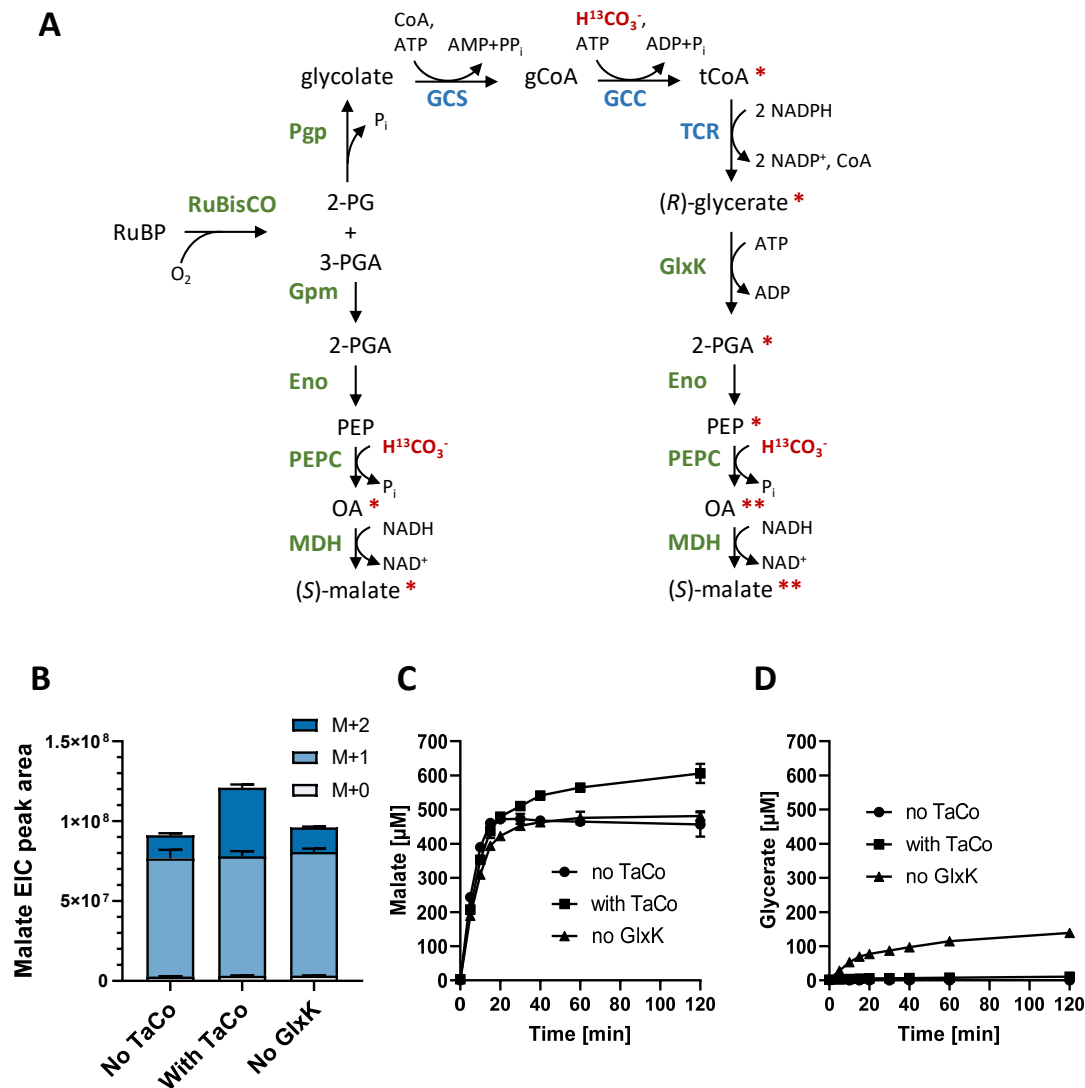 A
CoA,
ATP
AMP+PPi
H¹³CO₃⁻,
ATP
ADP+Pi
glycolate
GCS
gCoA
GCC
tCoA *
Pgp
Pi
TCR
2 NADPH
2 NADP⁺, CoA
RuBisCO
RuBP
O₂
2-PG
+
3-PGA
(R)-glycerate *
Gpm
GlxK
ATP
ADP
2-PGA
2-PGA *
Eno
Eno
PEP
PEP *
PEPC
H¹³CO₃⁻
Pi
PEPC
H¹³CO₃⁻
Pi
OA *
OA **
MDH
NADH
NAD⁺
MDH
NADH
NAD⁺
(S)-malate *
(S)-malate **
B
M+2
M+1
M+0
Malate EIC peak area
1.5×10⁸
1×10⁸
5×10⁷
0
No TaCo
With TaCo
No GlxK
C
Malate [µM]
700
600
500
400
300
200
100
0
no TaCo
with TaCo
no GlxK
0 20 40 60 80 100 120
Time [min]
D
Glycerate [µM]
700
600
500
400
300
200
100
0
no TaCo
with TaCo
no GlxK
0 20 40 60 80 100 120
Time [min]